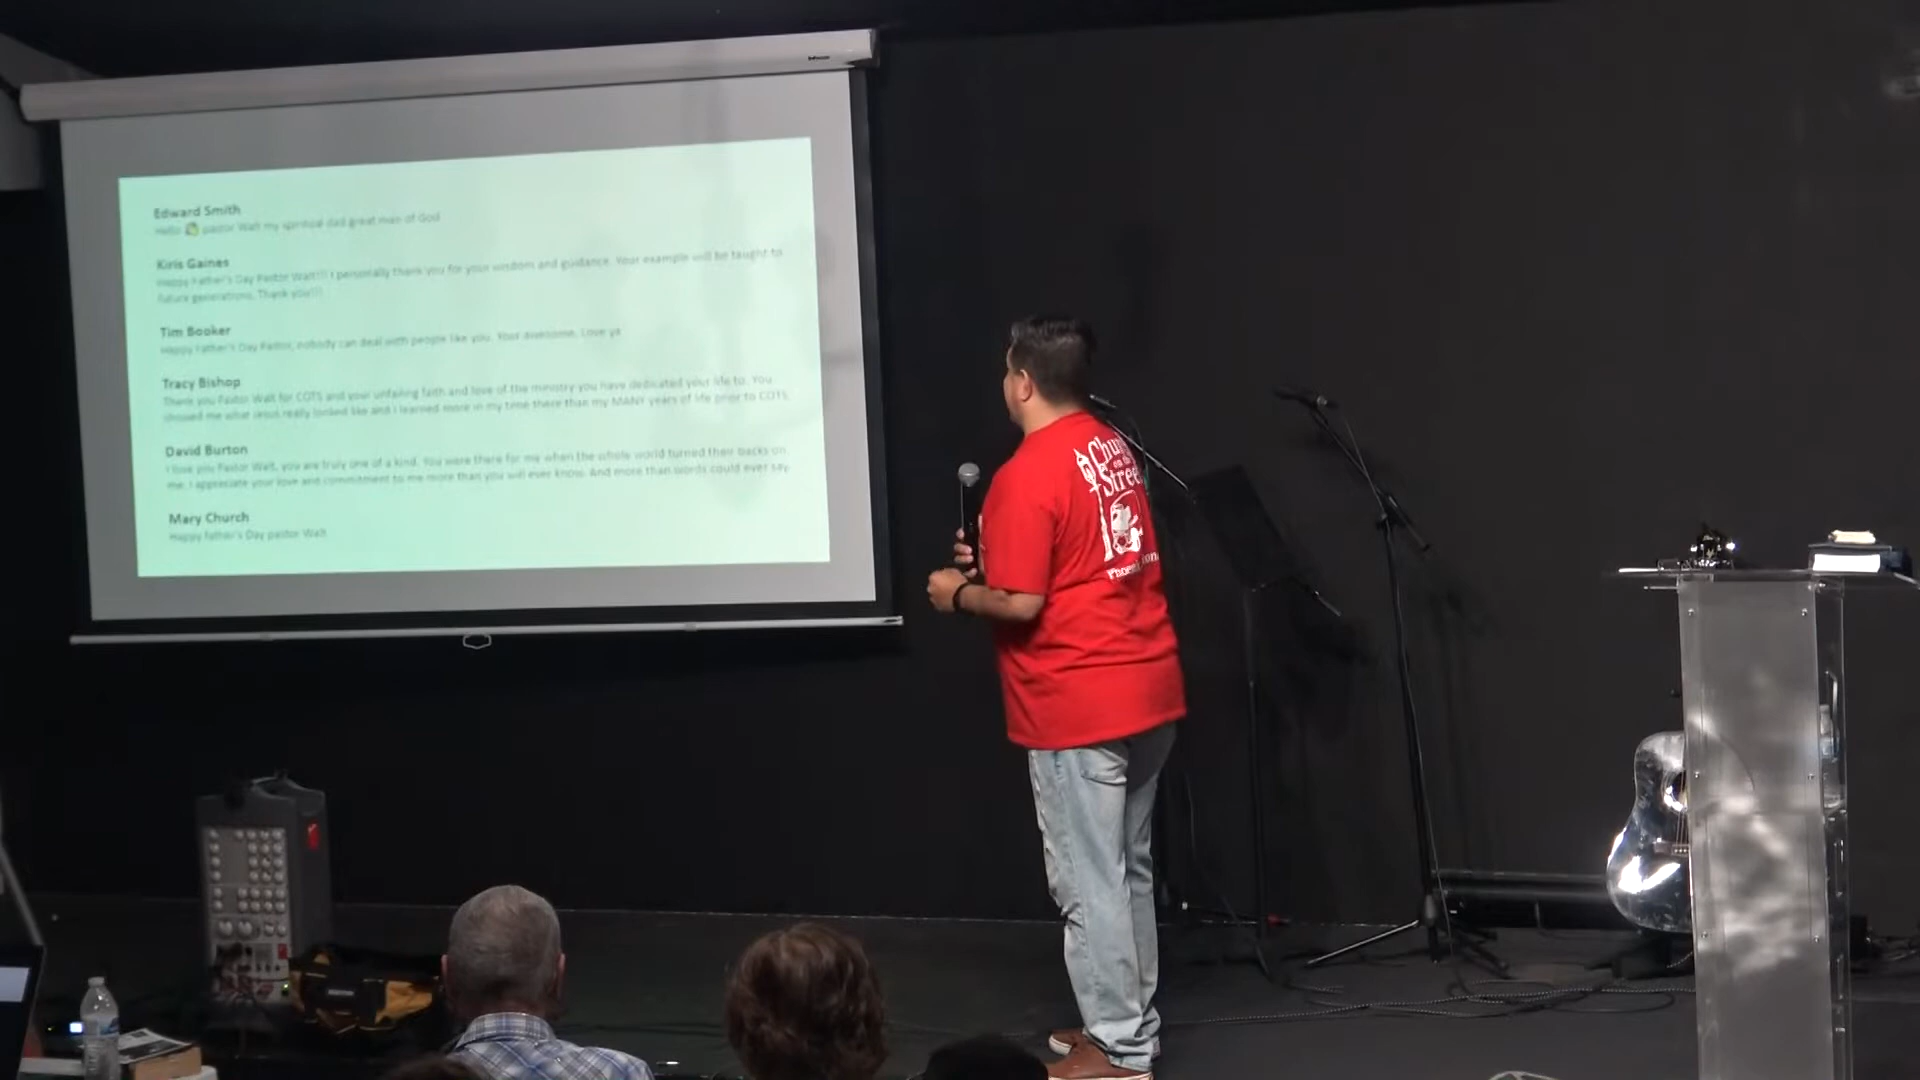 Edward Smith
Hello pastor Walt my spiritual dad great man of God
Kiris Gaines
Happy Father's Day Pastor Walt!!! I personally thank you for your wisdom and guidance. Your example will be taught to
future generations. Thank you!!!!
Tim Booker
Happy Father's Day Pastor, nobody can deal with people like you. Your awesome. Love ya
Tracy Bishop
Thank you Pastor Walt for COTS and your unfailing faith and love of the ministry you have dedicated your life to. You
showed me what Jesus really looked like and I learned more in my time there than my MANY years of life prior to COTS.
David Burton
I love you Pastor Walt, you are truly one of a kind. You were there for me when the whole world turned their backs on
me. I appreciate your love and commitment to me more than you will ever know. And more than words could ever say
Mary Church
Happy father's Day pastor Walt
on the